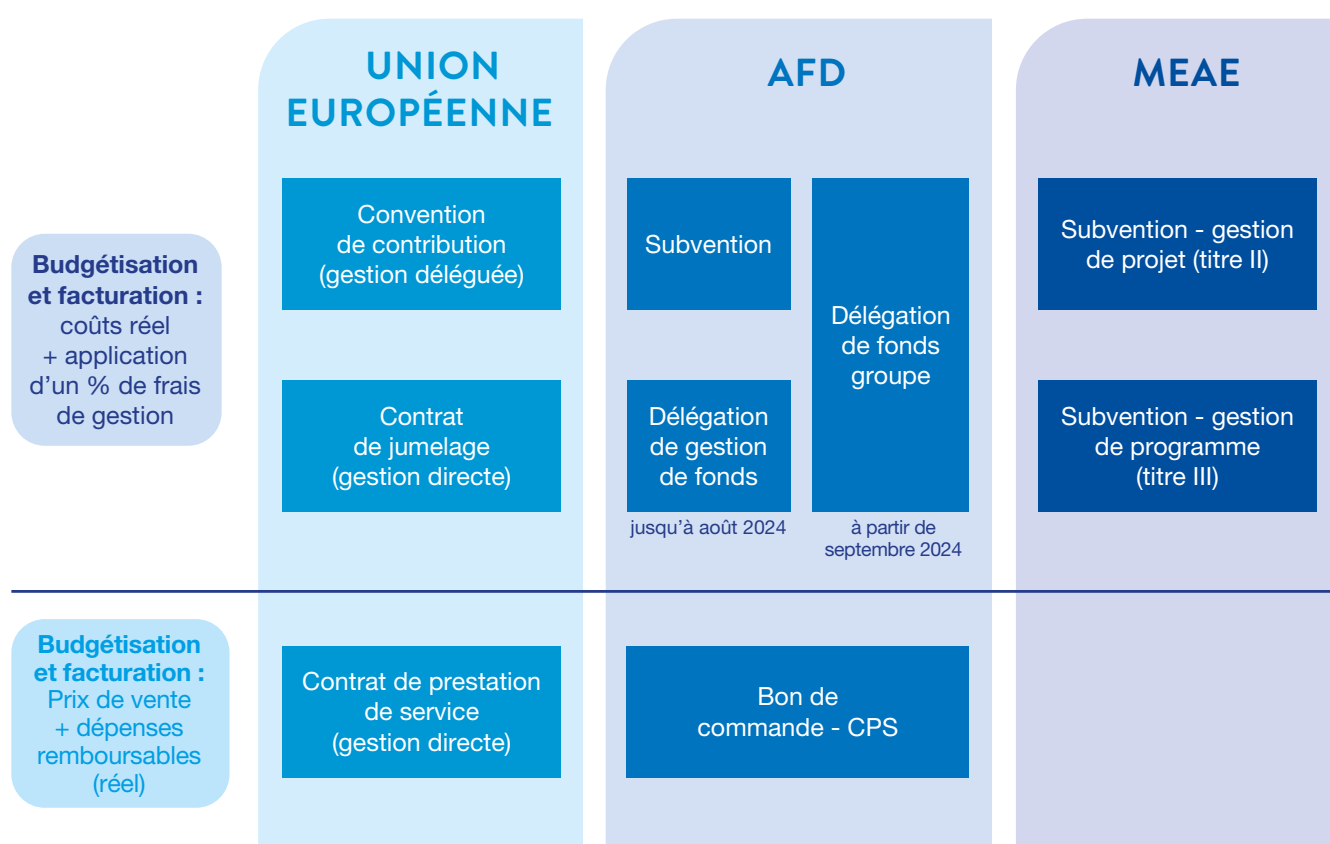 UNION
EUROPÉENNE
AFD
MEAE
Budgétisation
et facturation :
coûts réel
+ application
d'un % de frais
de gestion
Convention
de contribution
(gestion déléguée)
Contrat
de jumelage
(gestion directe)
Subvention
Délégation
de gestion
de fonds
jusqu'à août 2024
Délégation
de fonds
groupe
à partir de
septembre 2024
Subvention - gestion
de projet (titre II)
Subvention - gestion
de programme
(titre III)
Budgétisation
et facturation :
Prix de vente
+ dépenses
remboursables
(réel)
Contrat de prestation
de service
(gestion directe)
Bon de
commande - CPS